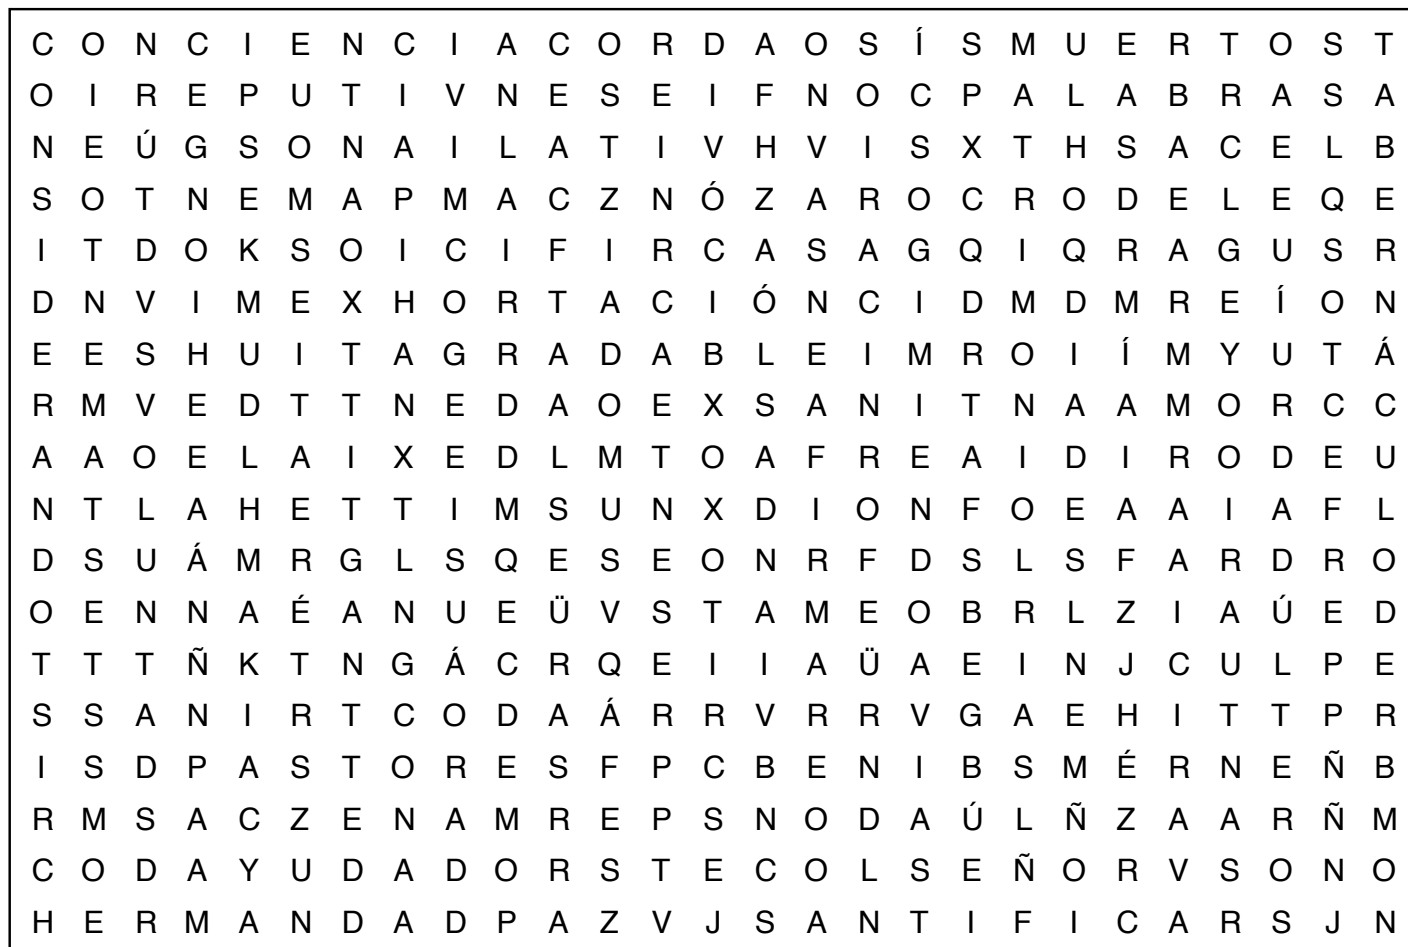 C O N C I E N C I A C O R D A O S Í S M U E R T O S T
O I R E P U T I V N E S E I F N O C P A L A B R A S A
N E Ú G S O N A I L A T I V H V I S X T H S A C E L B
S O T N E M A P M A C Z N Ó Z A R O C R O D E L E Q E
I T D O K S O I C I F I R C A S A G Q I Q R A G U S R
D N V I M E X H O R T A C I Ó N C I D M D M R E Í O N
E E S H U I T A G R A D A B L E I M R O I Í M Y U T Á
R M V E D T T N E D A O E X S A N I T N A A M O R C C
A A O E L A I X E D L M T O A F R E A I D I R O D E U
N T L A H E T T I M S U N X D I O N F O E A A I A F L
D S U Á M R G L S Q E S E O N R F D S L S F A R D R O
O E N N A É A N U E Ü V S T A M E O B R L Z I A Ú E D
T T T Ñ K T N G Á C R Q E I I A Ü A E I N J C U L P E
S S A N I R T C O D A Á R R V R R V G A E H I T T P R
I S D P A S T O R E S F P C B E N I B S M É R N E Ñ B
R M S A C Z E N A M R E P S N O D A Ú L Ñ Z A A R Ñ M
C O D A Y U D A D O R S T E C O L S E Ñ O R V S O N O
H E R M A N D A D P A Z V J S A N T I F I C A R S J N